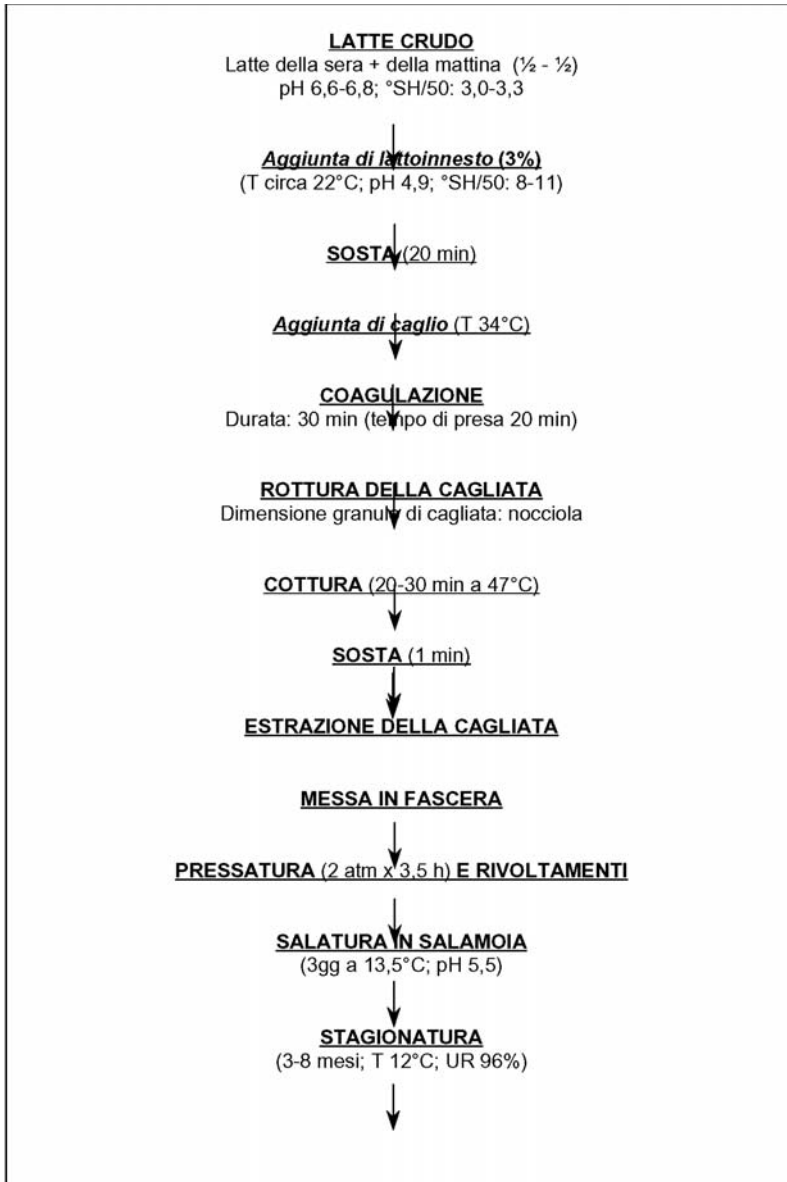 LATTE CRUDO
Latte della sera + della mattina (½ - ½)
pH 6,6-6,8; °SH/50: 3,0-3,3
Aggiunta di lattoinnesto (3%)
(T circa 22°C; pH 4,9; °SH/50: 8-11)
SOSTA (20 min)
Aggiunta di caglio (T 34°C)
COAGULAZIONE
Durata: 30 min (tempo di presa 20 min)
ROTTURA DELLA CAGLIATA
Dimensione granulo di cagliata: nocciola
COTTURA (20-30 min a 47°C)
SOSTA (1 min)
ESTRAZIONE DELLA CAGLIATA
MESSA IN FASCERA
PRESSATURA (2 atm x 3,5 h) E RIVOLTAMENTI
SALATURA IN SALAMOIA
(3gg a 13,5°C; pH 5,5)
STAGIONATURA
(3-8 mesi; T 12°C; UR 96%)